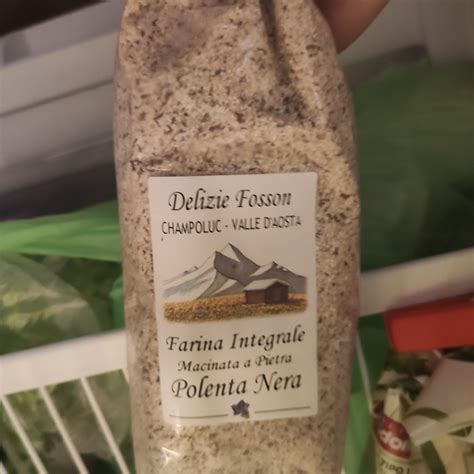 Delizie Fosson
CHAMPOLUC - VALLE D'AOSTA
Farina Integrale
Macinata a Pietra
Polenta Nera